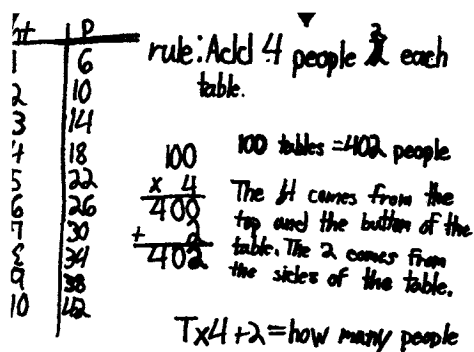 t P
1 6
2 10
3 14
4 18
5 22
6 26
7 30
8 34
9 38
10 42
rule: Add 4 people each
table.
100 tables = 402 people
100
x 4
400
+ 2
402
The 4 comes from the
top and the button of the
table. The 2 comes from
the sides of the table.
Tx4+2=how many people